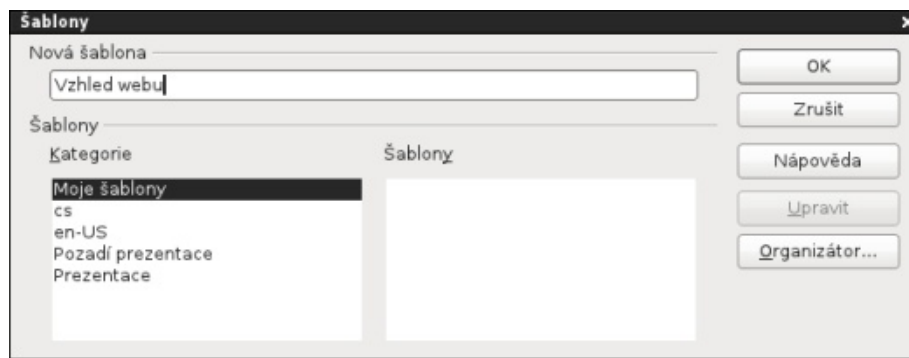 Šablony
Nová šablona
Vzhled webu
Šablony
Kategorie
Šablony
Moje šablony
cs
en-US
Pozadí prezentace
Prezentace
OK
Zrušit
Nápověda
Upravit
Organizátor...